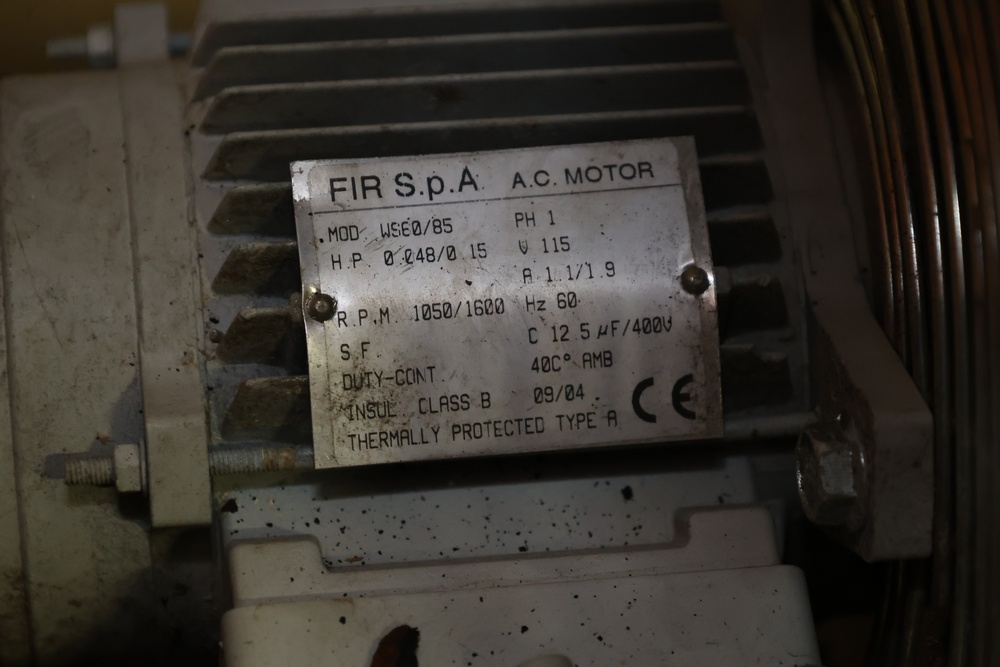 FIR S.p.A. A.C. MOTOR
MOD WSE0/85 PH 1
H.P 0.048/0 15 V 115
A 1.1/1.9
R.P.M. 1050/1600 Hz 60
S.F. C 12.5 µF/400V
DUTY-CONT. 40C° AMB
INSUL CLASS B 09/04
THERMALLY PROTECTED TYPE A
CE